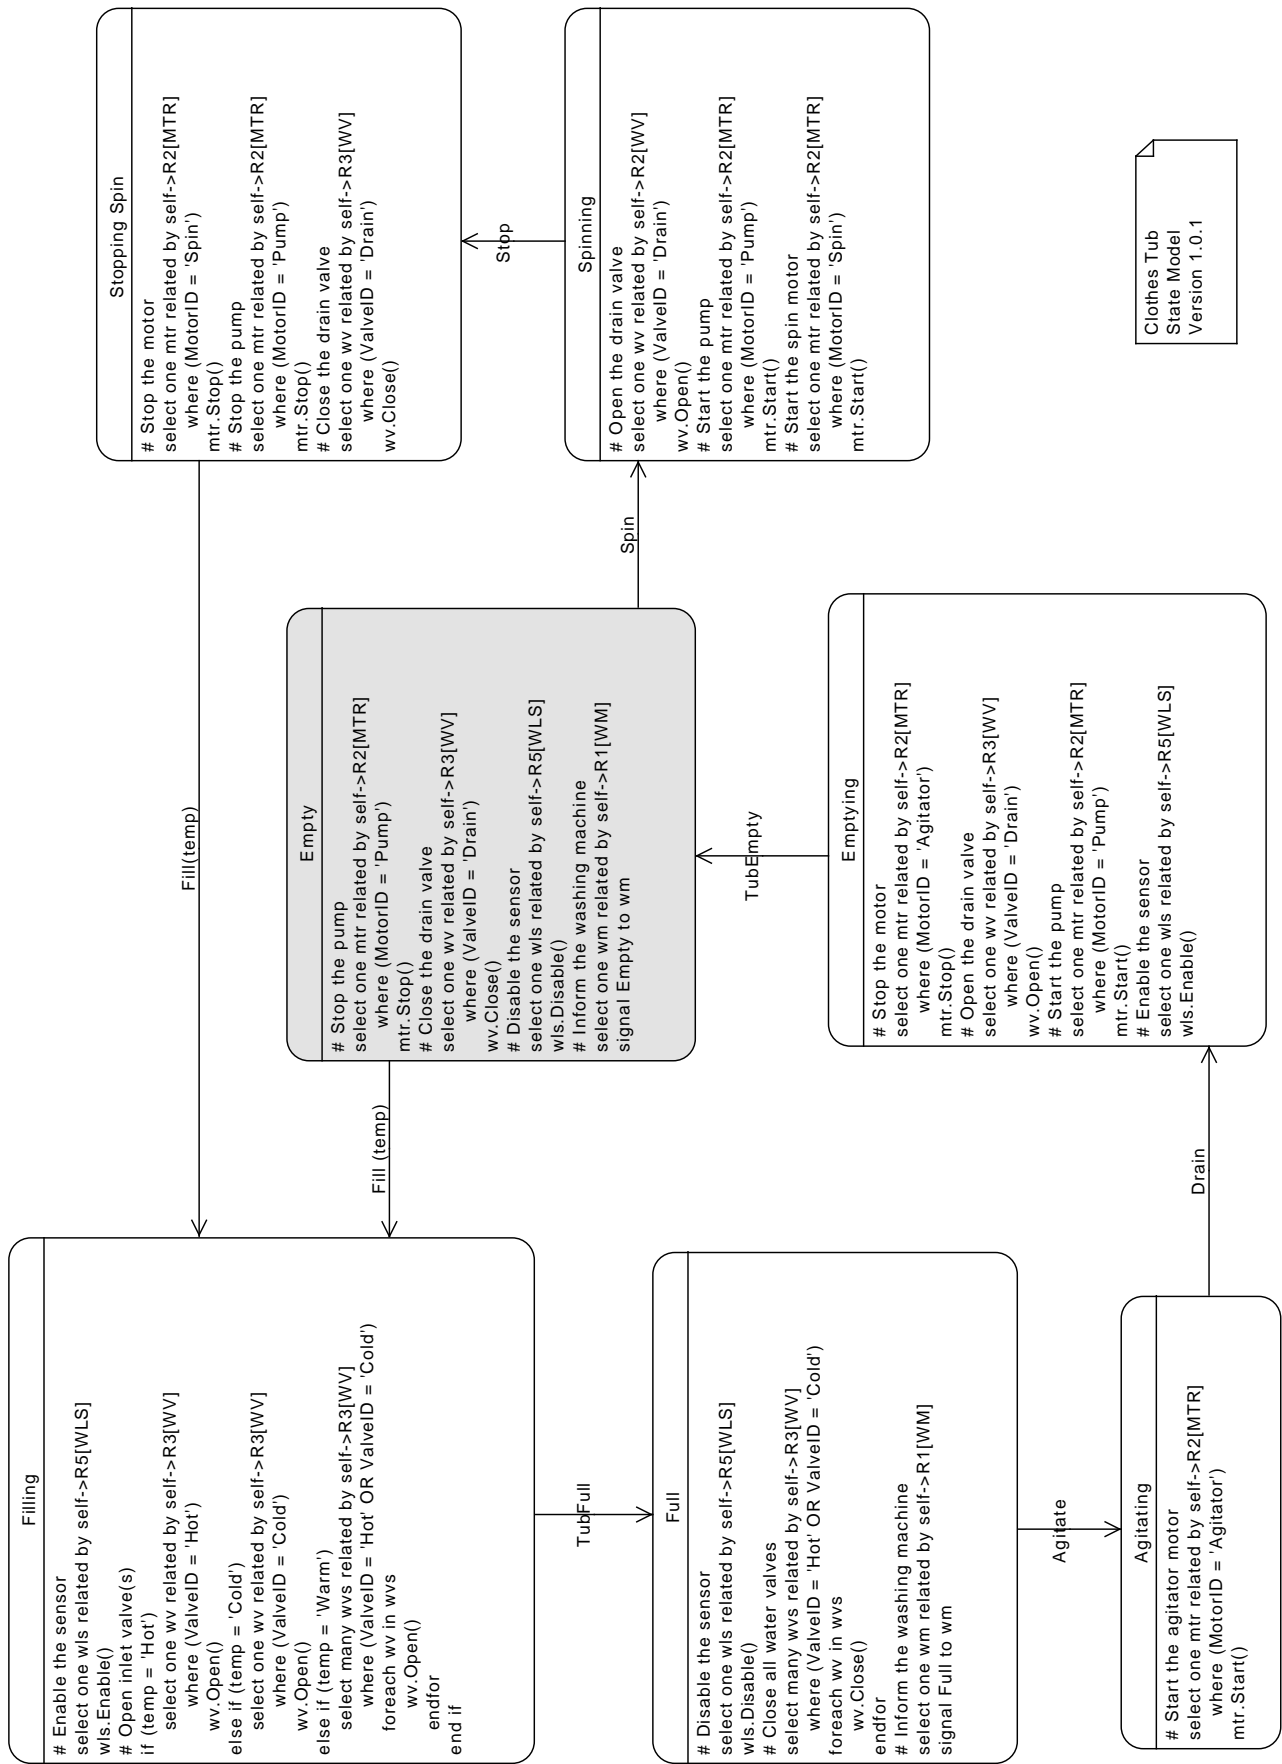 Filling
# Enable the sensor
select one wls related by self->R5[WLS]
wls.Enable()
# Open inlet valve(s)
if (temp = 'Hot')
select one wv related by self->R3[WV]
where (ValveID = 'Hot')
wv.Open()
else if (temp = 'Cold')
select one wv related by self->R3[WV]
where (ValveID = 'Cold')
wv.Open()
else if (temp = 'Warm')
select many wvs related by self->R3[WV]
where (ValveID = 'Hot' OR ValveID = 'Cold')
foreach wv in wvs
wv.Open()
endfor
end if
Fill(temp)
Stopping Spin
# Stop the motor
select one mtr related by self->R2[MTR]
where (MotorID = 'Spin')
mtr.Stop()
# Stop the pump
select one mtr related by self->R2[MTR]
where (MotorID = 'Pump')
mtr.Stop()
# Close the drain valve
select one wv related by self->R3[WV]
where (ValveID = 'Drain')
wv.Close()
Fill (temp)
Empty
# Stop the pump
select one mtr related by self->R2[MTR]
where (MotorID = 'Pump')
mtr.Stop()
# Close the drain valve
select one wv related by self->R3[WV]
where (ValveID = 'Drain')
wv.Close()
# Disable the sensor
select one wls related by self->R5[WLS]
wls.Disable()
# Inform the washing machine
select one wm related by self->R1[WM]
signal Empty to wm
Stop
Spin
TubFull
TubEmpty
Spinning
# Open the drain valve
select one wv related by self->R2[WV]
where (ValveID = 'Drain')
wv.Open()
# Start the pump
select one mtr related by self->R2[MTR]
where (MotorID = 'Pump')
mtr.Start()
# Start the spin motor
select one mtr related by self->R2[MTR]
where (MotorID = 'Spin')
mtr.Start()
Full
# Disable the sensor
select one wls related by self->R5[WLS]
wls.Disable()
# Close all water valves
select many wvs related by self->R3[WV]
where (ValveID = 'Hot' OR ValveID = 'Cold')
foreach wv in wvs
wv.Close()
endfor
# Inform the washing machine
select one wm related by self->R1[WM]
signal Full to wm
Emptying
# Stop the motor
select one mtr related by self->R2[MTR]
where (MotorID = 'Agitator')
mtr.Stop()
# Open the drain valve
select one wv related by self->R3[WV]
where (ValveID = 'Drain')
wv.Open()
# Start the pump
select one mtr related by self->R2[MTR]
where (MotorID = 'Pump')
mtr.Start()
# Enable the sensor
select one wls related by self->R5[WLS]
wls.Enable()
Agitate
Agitating
# Start the agitator motor
select one mtr related by self->R2[MTR]
where (MotorID = 'Agitator')
mtr.Start()
Drain
Clothes Tub
State Model
Version 1.0.1